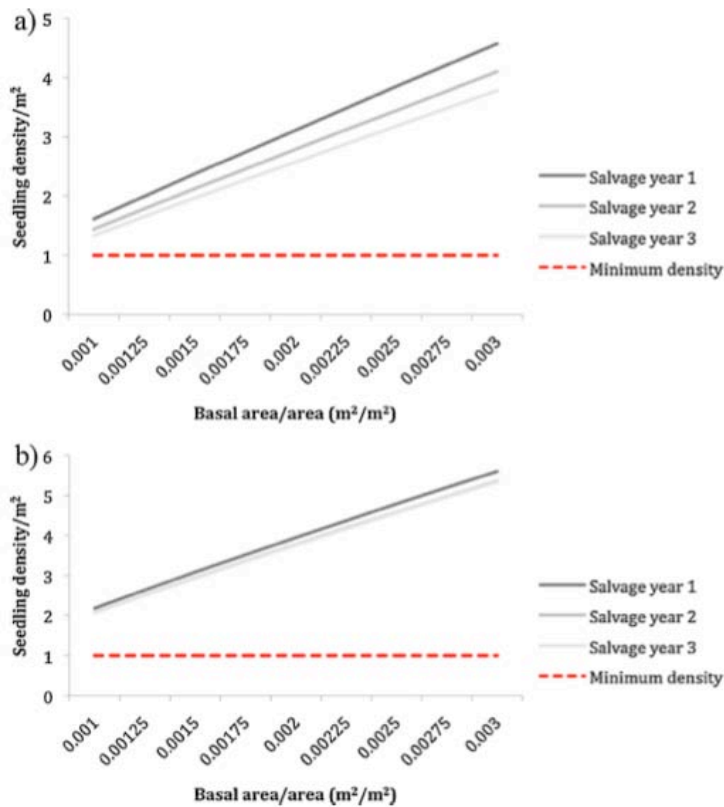 a)
5
4
3
2
1
0
Seedling density/m²
0.001
0.00125
0.0015
0.00175
0.002
0.00225
0.0025
0.00275
0.003
Basal area/area (m²/m²)
Salvage year 1
Salvage year 2
Salvage year 3
Minimum density
b)
6
5
4
3
2
1
0
Seedling density/m²
0.001
0.00125
0.0015
0.00175
0.002
0.00225
0.0025
0.00275
0.003
Basal area/area (m²/m²)
Salvage year 1
Salvage year 2
Salvage year 3
Minimum density